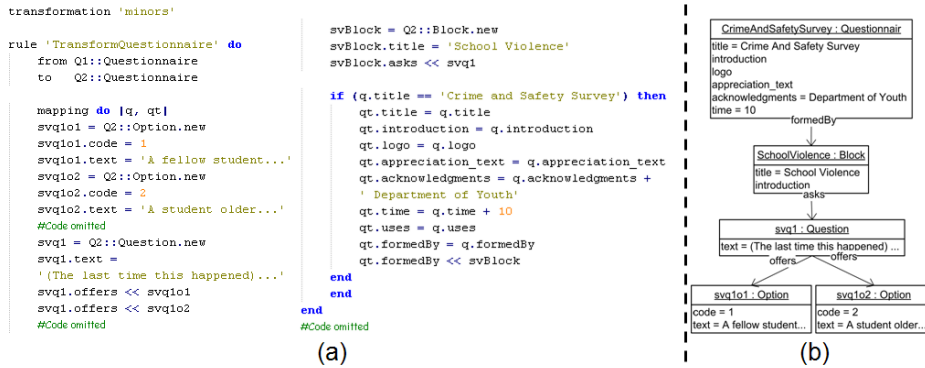 transformation 'minors'
rule 'TransformQuestionnaire' do
from Q1::Questionnaire
to Q2::Questionnaire
mapping do |q, qt|
svq1o1 = Q2::Option.new
svq1o1.code = 1
svq1o1.text = 'A fellow student...'
svq1o2 = Q2::Option.new
svq1o2.code = 2
svq1o2.text = 'A student older...'
#Code omitted
svq1 = Q2::Question.new
svq1.text =
'(The last time this happened)...'
svq1.offers << svq1o1
svq1.offers << svq1o2
#Code omitted
svBlock = Q2::Block.new
svBlock.title = 'School Violence'
svBlock.asks << svq1
if (q.title == 'Crime and Safety Survey') then
qt.title = q.title
qt.introduction = q.introduction
qt.logo = q.logo
qt.appreciation_text = q.appreciation_text
qt.acknowledgments = q.acknowledgments +
' Department of Youth'
qt.time = q.time + 10
qt.uses = q.uses
qt.formedBy = q.formedBy
qt.formedBy << svBlock
end
end
end
#Code omitted
(a)
CrimeAndSafetySurvey : Questionnair
title = Crime And Safety Survey
introduction
logo
appreciation_text
acknowledgments = Department of Youth
time = 10
formedBy
SchoolViolence : Block
title = School Violence
introduction
asks
svq1 : Question
text = (The last time this happened) ...
offers offers
svq1o1 : Option
code = 1
text = A fellow student...
svq1o2 : Option
code = 2
text = A student older...
(b)